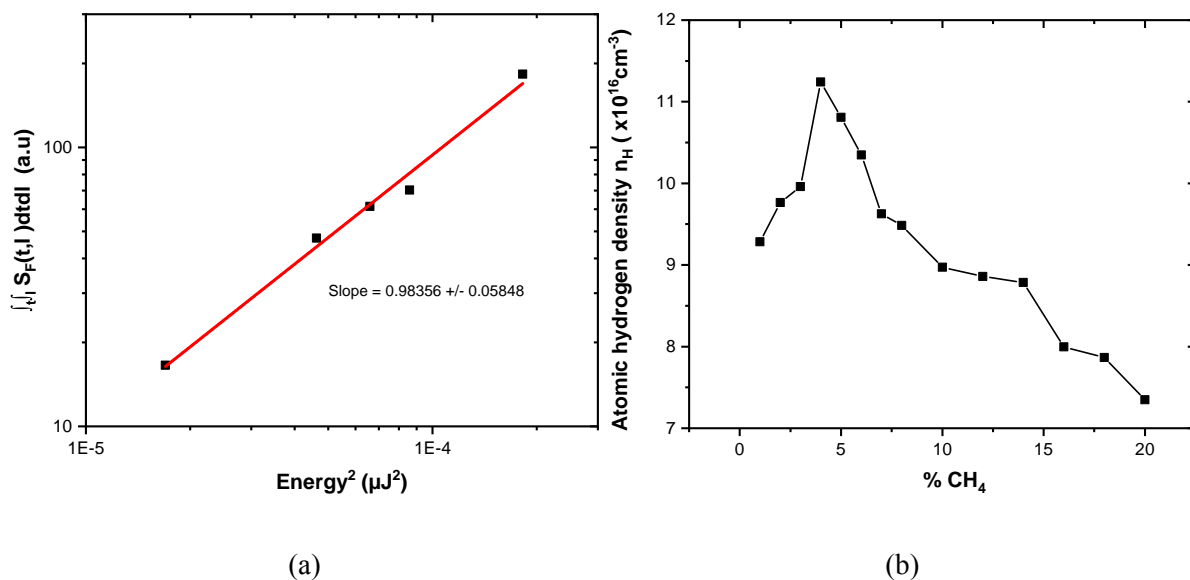 100
10
1E-5
1E-4
∫t∫l SF(t,l )dtdl (a.u)
Energy² (µJ²)
Slope = 0.98356 +/- 0.05848
(a)
12
11
10
9
8
7
0
5
10
15
20
Atomic hydrogen density nH ( x10¹⁶cm⁻³)
% CH₄
(b)